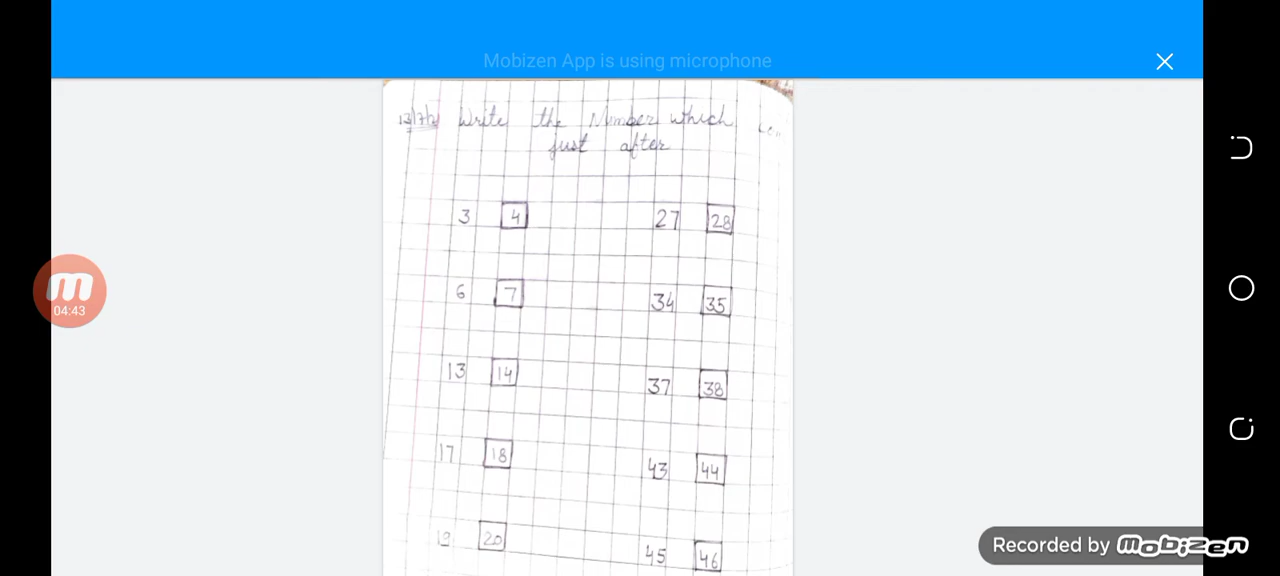 Mobizen App is using microphone
Write the Number which
just after
3 4 27 28
6 7 34 35
13 14 37 38
17 18 43 44
19 20 45 46
04:43
Recorded by mobizen